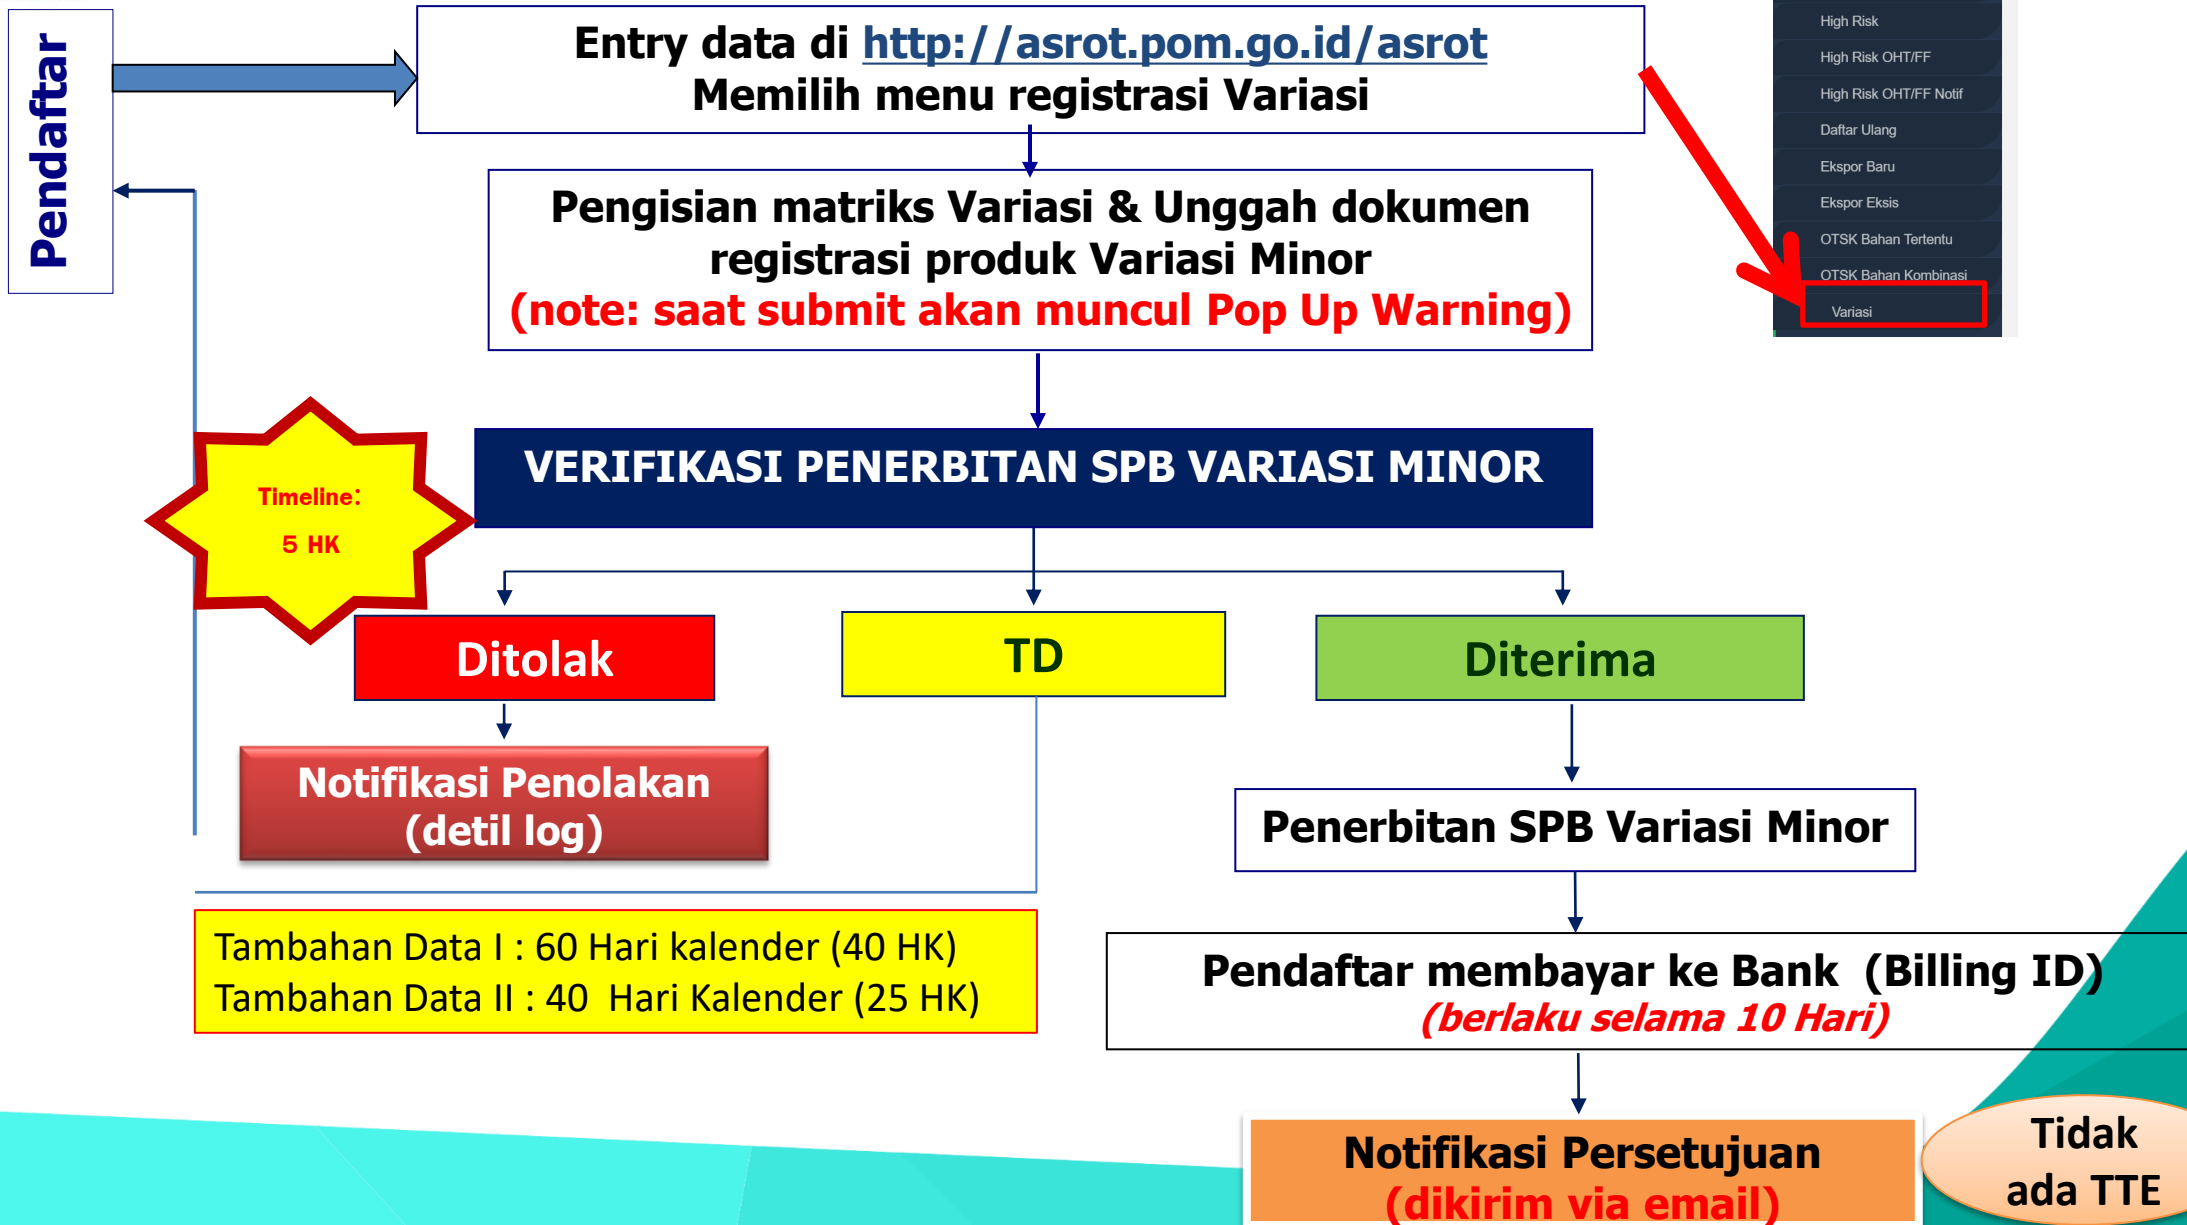 Pendaftar
Entry data di http://asrot.pom.go.id/asrot
Memilih menu registrasi Variasi
High Risk
High Risk OHT/FF
High Risk OHT/FF Notif
Daftar Ulang
Ekspor Baru
Ekspor Eksis
OTSK Bahan Tertentu
OTSK Bahan Kombinasi
Variasi
Pengisian matriks Variasi & Unggah dokumen
registrasi produk Variasi Minor
(note: saat submit akan muncul Pop Up Warning)
Timeline:
5 HK
VERIFIKASI PENERBITAN SPB VARIASI MINOR
Ditolak
TD
Diterima
Notifikasi Penolakan
(detil log)
Penerbitan SPB Variasi Minor
Tambahan Data I : 60 Hari kalender (40 HK)
Tambahan Data II : 40 Hari Kalender (25 HK)
Pendaftar membayar ke Bank (Billing ID)
(berlaku selama 10 Hari)
Notifikasi Persetujuan
(dikirim via email)
Tidak
ada TTE